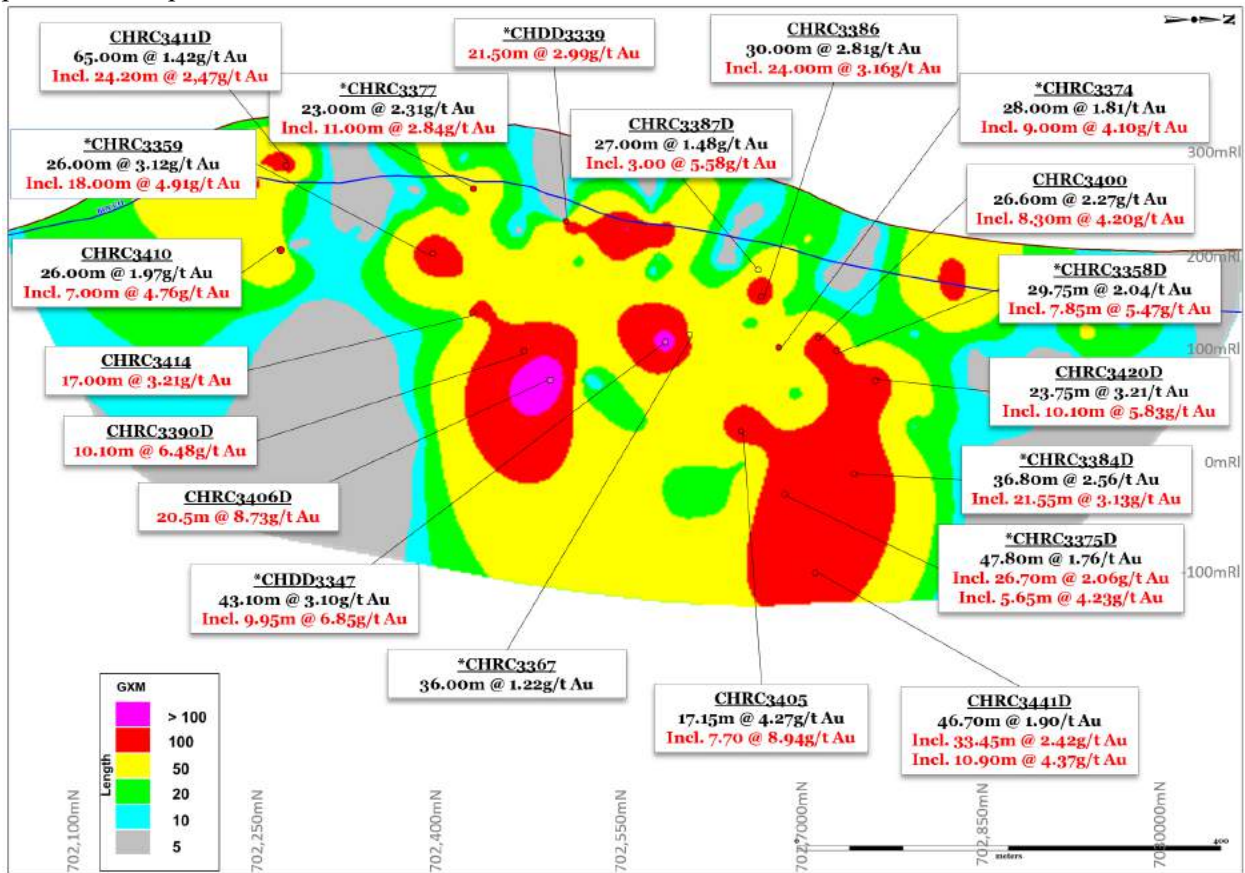 N
CHRC3411D
65.00m @ 1.42g/t Au
Incl. 24.20m @ 2,47g/t Au
*CHDD3339
21.50m @ 2.99g/t Au
CHRC3386
30.00m @ 2.81g/t Au
Incl. 24.00m @ 3.16g/t Au
*CHRC3377
23.00m @ 2.31g/t Au
Incl. 11.00m @ 2.84g/t Au
*CHRC3374
28.00m @ 1.81/t Au
Incl. 9.00m @ 4.10g/t Au
CHRC3387D
27.00m @ 1.48g/t Au
Incl. 3.00 @ 5.58g/t Au
*CHRC3359
26.00m @ 3.12g/t Au
Incl. 18.00m @ 4.91g/t Au
300mRl
CHRC3400
26.60m @ 2.27g/t Au
Incl. 8.30m @ 4.20g/t Au
CHRC3410
26.00m @ 1.97g/t Au
Incl. 7.00m @ 4.76g/t Au
200mRl
*CHRC3358D
29.75m @ 2.04/t Au
Incl. 7.85m @ 5.47g/t Au
CHRC3414
17.00m @ 3.21g/t Au
100mRl
CHRC3420D
23.75m @ 3.21/t Au
Incl. 10.10m @ 5.83g/t Au
CHRC3390D
10.10m @ 6.48g/t Au
*CHRC3384D
36.80m @ 2.56/t Au
Incl. 21.55m @ 3.13g/t Au
0mRl
CHRC3406D
20.5m @ 8.73g/t Au
*CHRC3375D
47.80m @ 1.76/t Au
Incl. 26.70m @ 2.06g/t Au
Incl. 5.65m @ 4.23g/t Au
-100mRl
*CHDD3347
43.10m @ 3.10g/t Au
Incl. 9.95m @ 6.85g/t Au
*CHRC3367
36.00m @ 1.22g/t Au
CHRC3405
17.15m @ 4.27g/t Au
Incl. 7.70 @ 8.94g/t Au
CHRC3441D
46.70m @ 1.90/t Au
Incl. 33.45m @ 2.42g/t Au
Incl. 10.90m @ 4.37g/t Au
GXM
Length
> 100
100
50
20
10
5
702,100mN
702,250mN
702,400mN
702,550mN
702,7000mN
702,850mN
7030000mN
400
meters